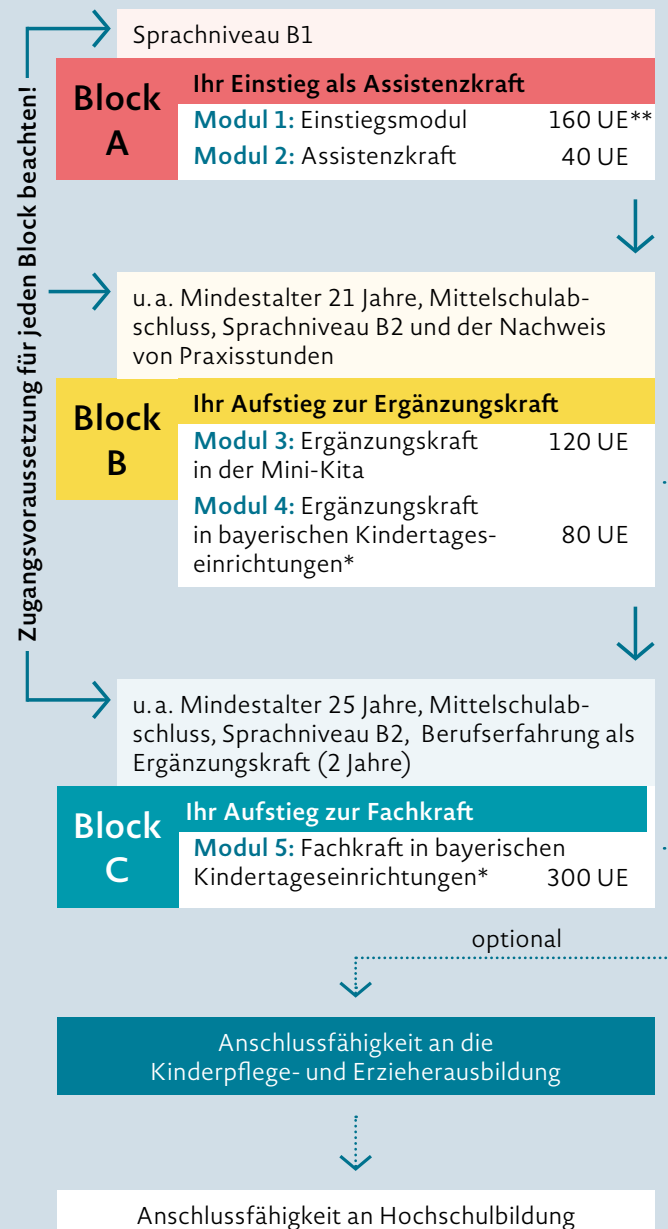 Zugangsvoraussetzung für jeden Block beachten!
Sprachniveau B1
Block
A
Ihr Einstieg als Assistenzkraft
Modul 1: Einstiegsmodul 160 UE**
Modul 2: Assistenzkraft 40 UE
u. a. Mindestalter 21 Jahre, Mittelschulab-
schluss, Sprachniveau B2 und der Nachweis
von Praxisstunden
Block
B
Ihr Aufstieg zur Ergänzungskraft
Modul 3: Ergänzungskraft 120 UE
in der Mini-Kita
Modul 4: Ergänzungskraft
in bayerischen Kindertages- 80 UE
einrichtungen*
u. a. Mindestalter 25 Jahre, Mittelschulab-
schluss, Sprachniveau B2, Berufserfahrung als
Ergänzungskraft (2 Jahre)
Block
C
Ihr Aufstieg zur Fachkraft
Modul 5: Fachkraft in bayerischen
Kindertageseinrichtungen* 300 UE
optional
Anschlussfähigkeit an die
Kinderpflege- und Erzieherausbildung
Anschlussfähigkeit an Hochschulbildung